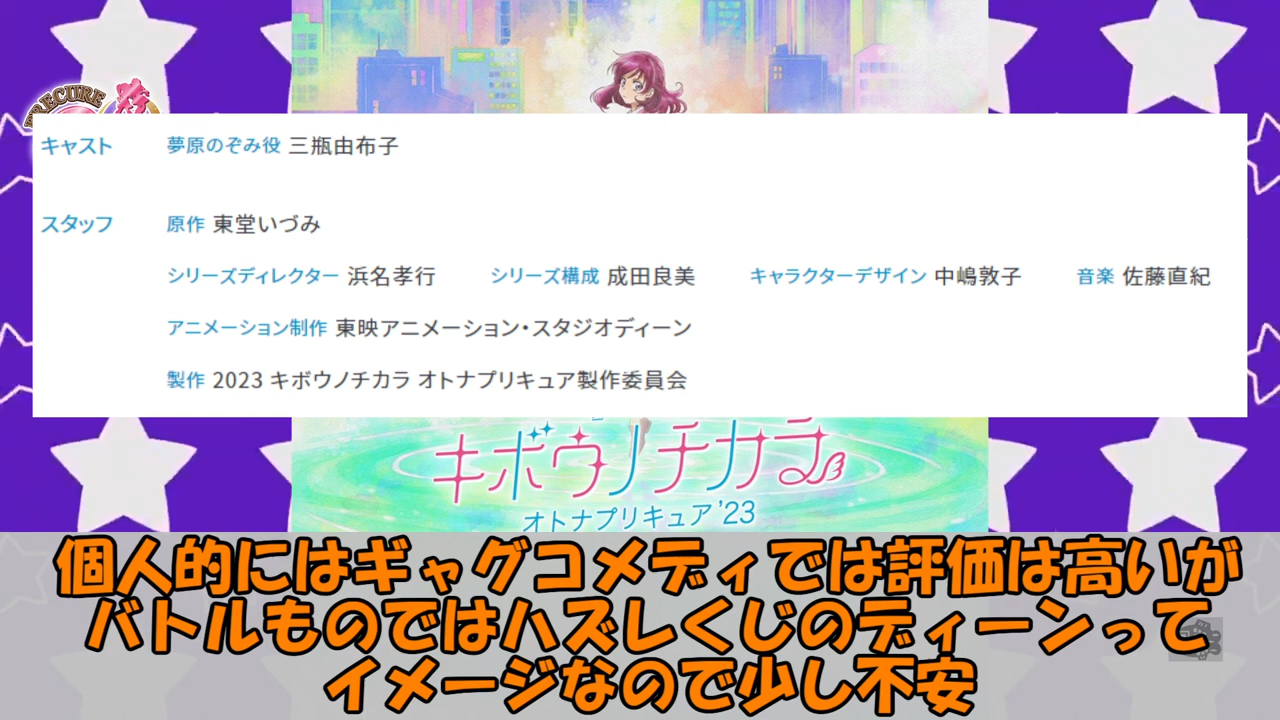 PRECURE
キャスト 夢原のぞみ役 三瓶由布子
スタッフ 原作 東堂いづみ
シリーズディレクター 浜名孝行 シリーズ構成 成田良美 キャラクターデザイン 中嶋敦子 音楽 佐藤直紀
アニメーション制作 東映アニメーション・スタジオディーン
製作 2023 キボウノチカラ オトナプリキュア製作委員会
キボウノチカラ
オトナプリキュア'23
個人的にはギャグコメディでは評価は高いが
バトルものではハズレくじのディーンって
イメージなので少し不安